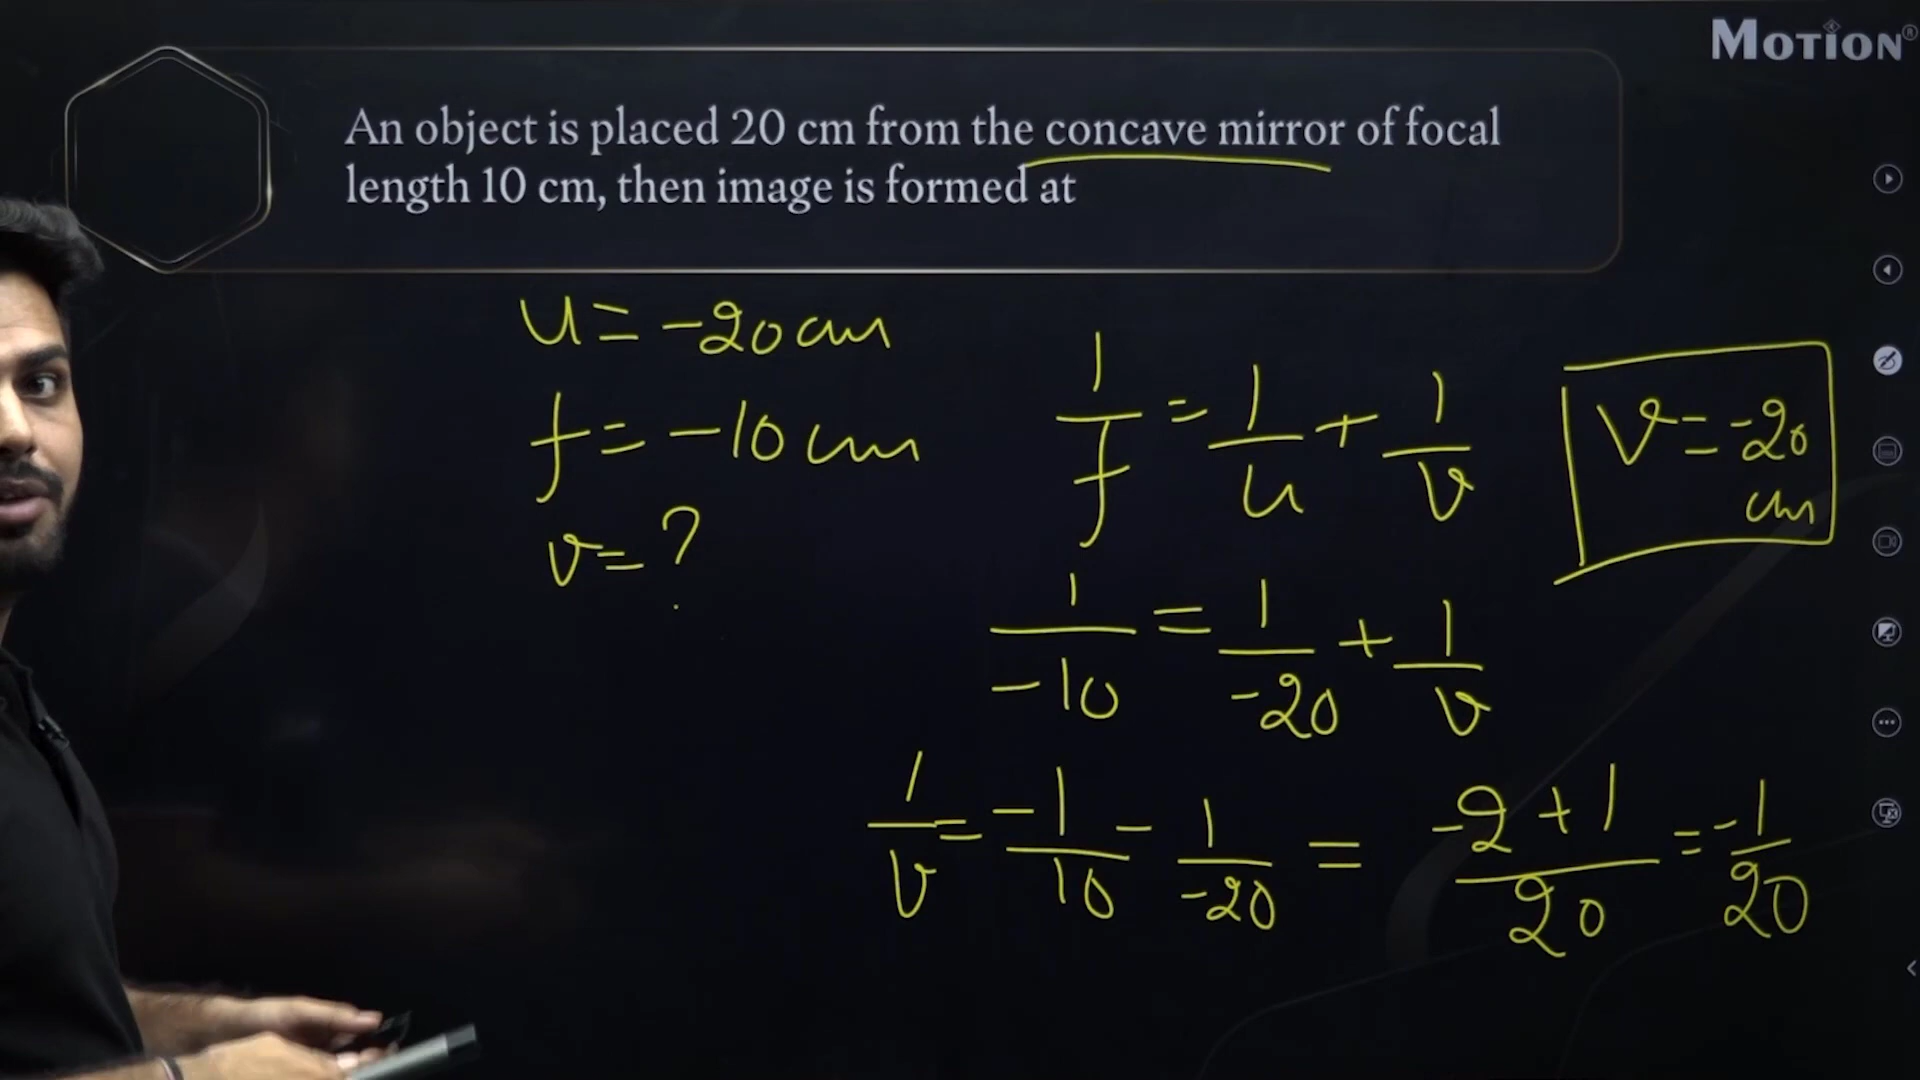 MOTION®
An object is placed 20 cm from the concave mirror of focal
length 10 cm, then image is formed at
u = -20 cm
f = -10 cm
v = ?
1/f = 1/u + 1/v
v = -20 cm
1/-10 = 1/-20 + 1/v
1/v = -1/10 - 1/-20 = -2+1/20 = -1/20